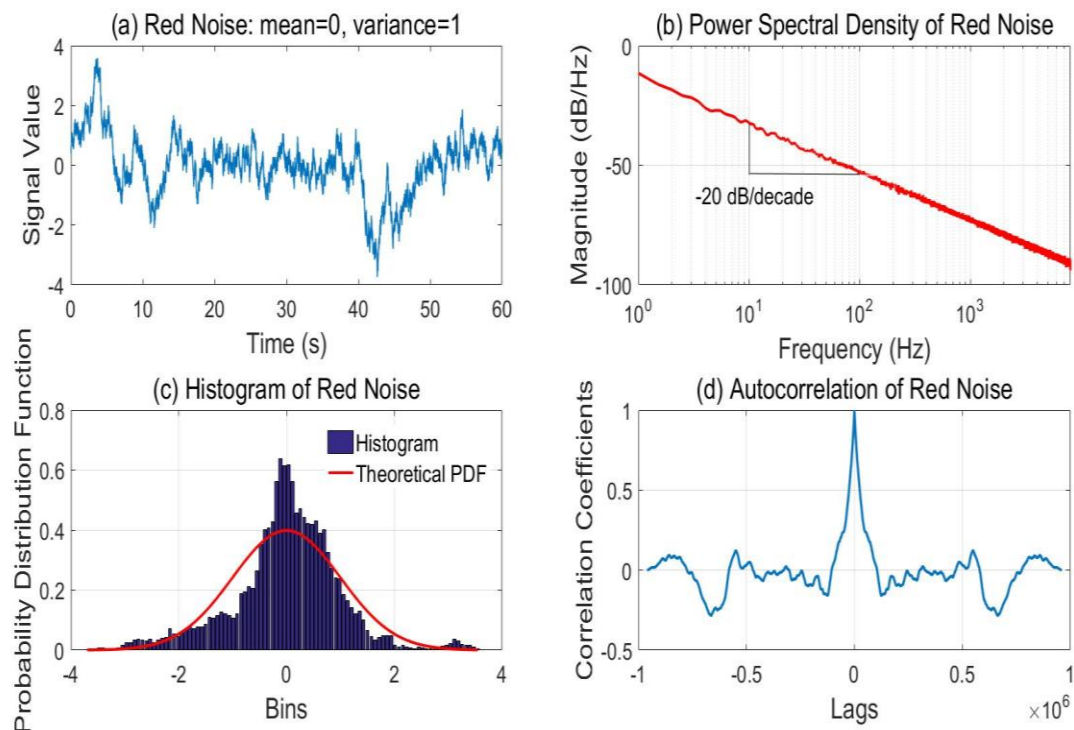 (a) Red Noise: mean=0, variance=1
Signal Value
4
2
0
-2
-4
0 10 20 30 40 50 60
Time (s)
(b) Power Spectral Density of Red Noise
Magnitude (dB/Hz)
0
-50
-100
-20 dB/decade
10^0 10^1 10^2 10^3
Frequency (Hz)
(c) Histogram of Red Noise
Probability Distribution Function
0.8
0.6
0.4
0.2
0
Histogram
Theoretical PDF
-4 -2 0 2 4
Bins
(d) Autocorrelation of Red Noise
Correlation Coefficients
1
0.5
0
-0.5
-1 -0.5 0 0.5 1
Lags
×10^6